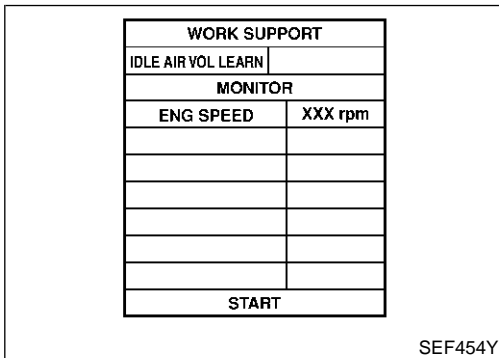 WORK SUPPORT
IDLE AIR VOL LEARN
MONITOR
ENG SPEED XXX rpm
START
SEF454Y